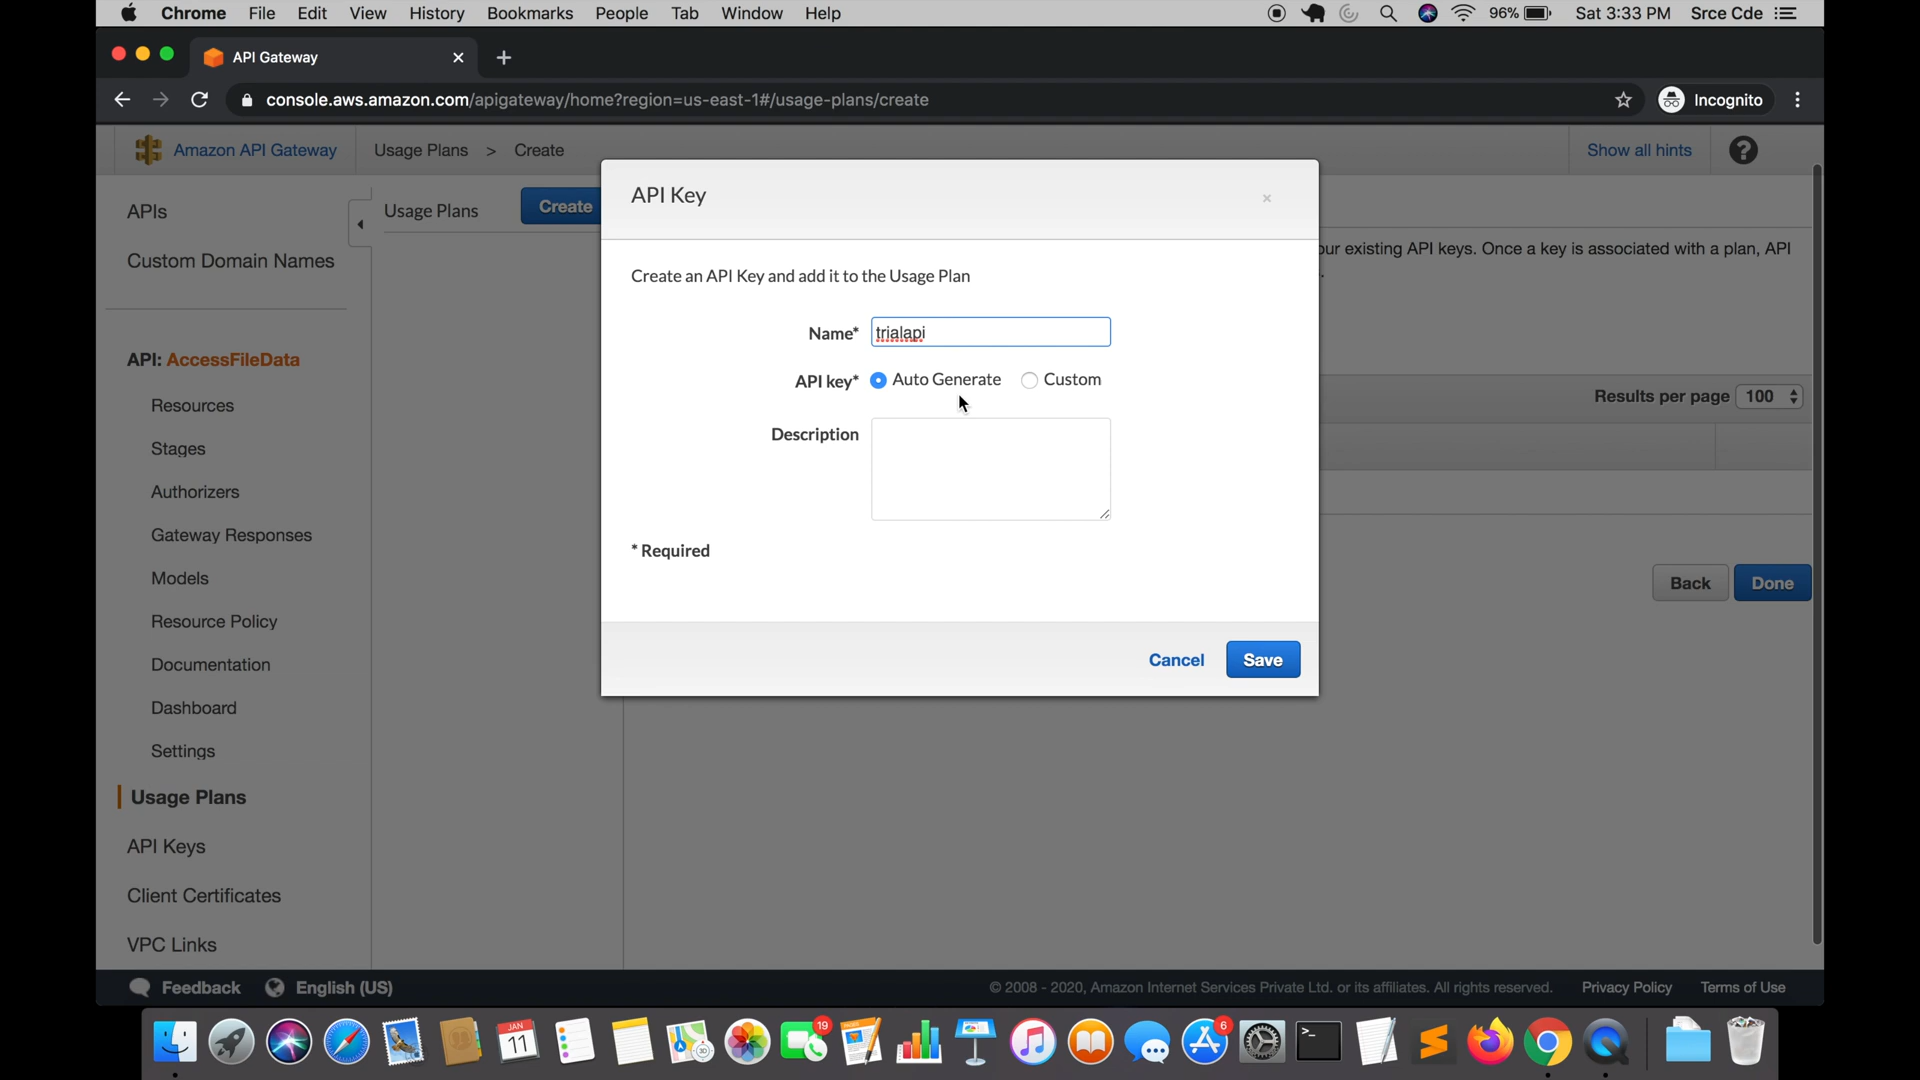 Chrome File Edit View History Bookmarks People Tab Window Help 96% Sat 3:33 PM Srce Cde
API Gateway
console.aws.amazon.com/apigateway/home?region=us-east-1#/usage-plans/create Incognito
Amazon API Gateway Usage Plans > Create Show all hints ?
APIs
Custom Domain Names
API: AccessFileData
Resources
Stages
Authorizers
Gateway Responses
Models
Resource Policy
Documentation
Dashboard
Settings
Usage Plans
API Keys
Client Certificates
VPC Links
Usage Plans Create
API Key ×
Create an API Key and add it to the Usage Plan
Name* trialapi
API key* Auto Generate Custom
Description
* Required
Cancel Save
our existing API keys. Once a key is associated with a plan, API
Results per page 100
Back Done
Feedback English (US) © 2008 - 2020, Amazon Internet Services Private Ltd. or its affiliates. All rights reserved. Privacy Policy Terms of Use
JAN
11
19
6